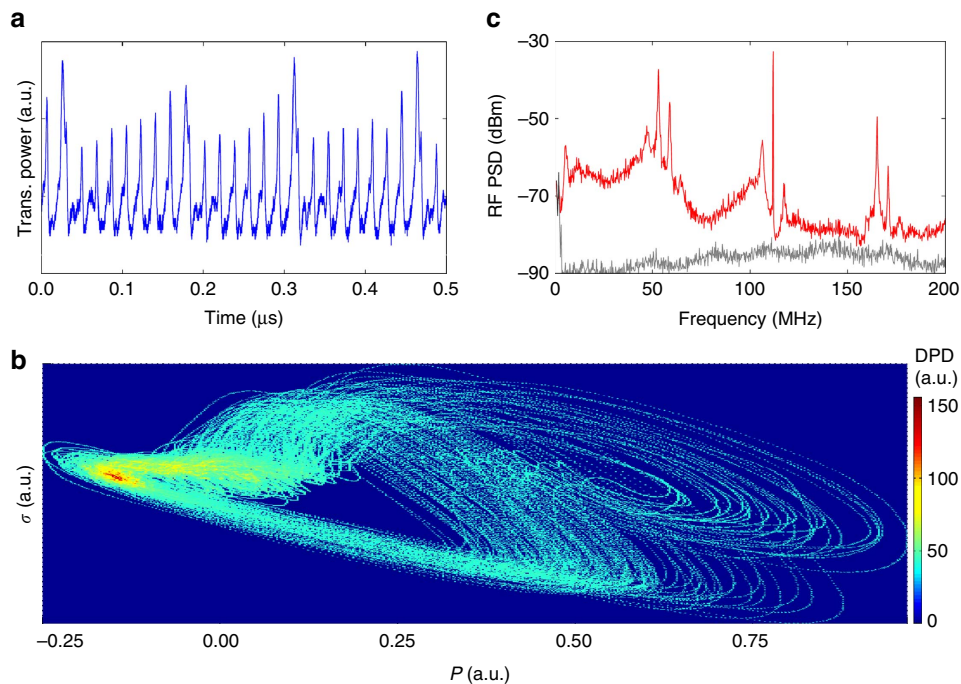 a
Trans. power (a.u.)
0.0 0.1 0.2 0.3 0.4 0.5
Time (μs)
c
−30
−50
−70
−90
RF PSD (dBm)
0 50 100 150 200
Frequency (MHz)
b
σ (a.u.)
−0.25 0.00 0.25 0.50 0.75
P (a.u.)
DPD
(a.u.)
150
100
50
0